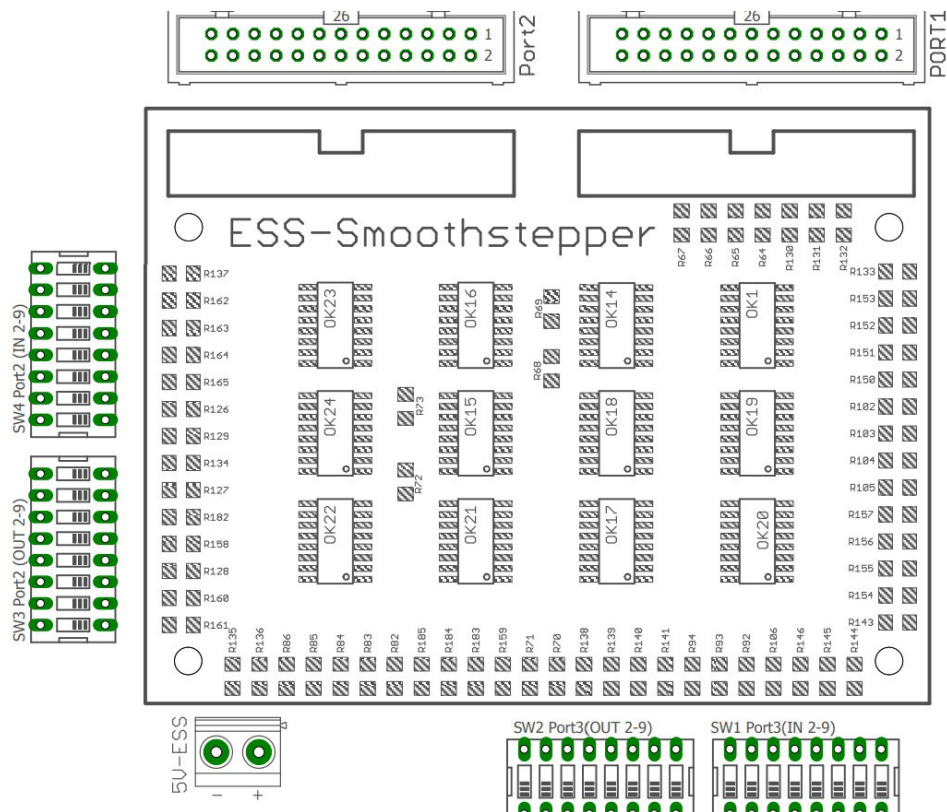 26
26
1
2
Port2
1
2
PORT1
ESS-Smoothstepper
R67
R66
R65
R64
R130
R131
R132
SW4 Port2 (IN 2-9)
SW3 Port2 (OUT 2-9)
R137
R162
R163
R164
R165
R126
R129
R134
R127
R182
R158
R128
R160
R161
OK23
OK16
R69
OK14
OK1
R68
OK24
R73
OK15
OK18
OK19
R72
OK22
OK21
OK17
OK20
R133
R153
R152
R151
R150
R102
R103
R104
R105
R157
R156
R155
R154
R143
R135
R136
R86
R85
R84
R83
R82
R185
R184
R183
R159
R71
R70
R138
R139
R140
R141
R94
R93
R92
R106
R146
R145
R144
5V-ESS
- +
SW2 Port3(OUT 2-9)
SW1 Port3(IN 2-9)